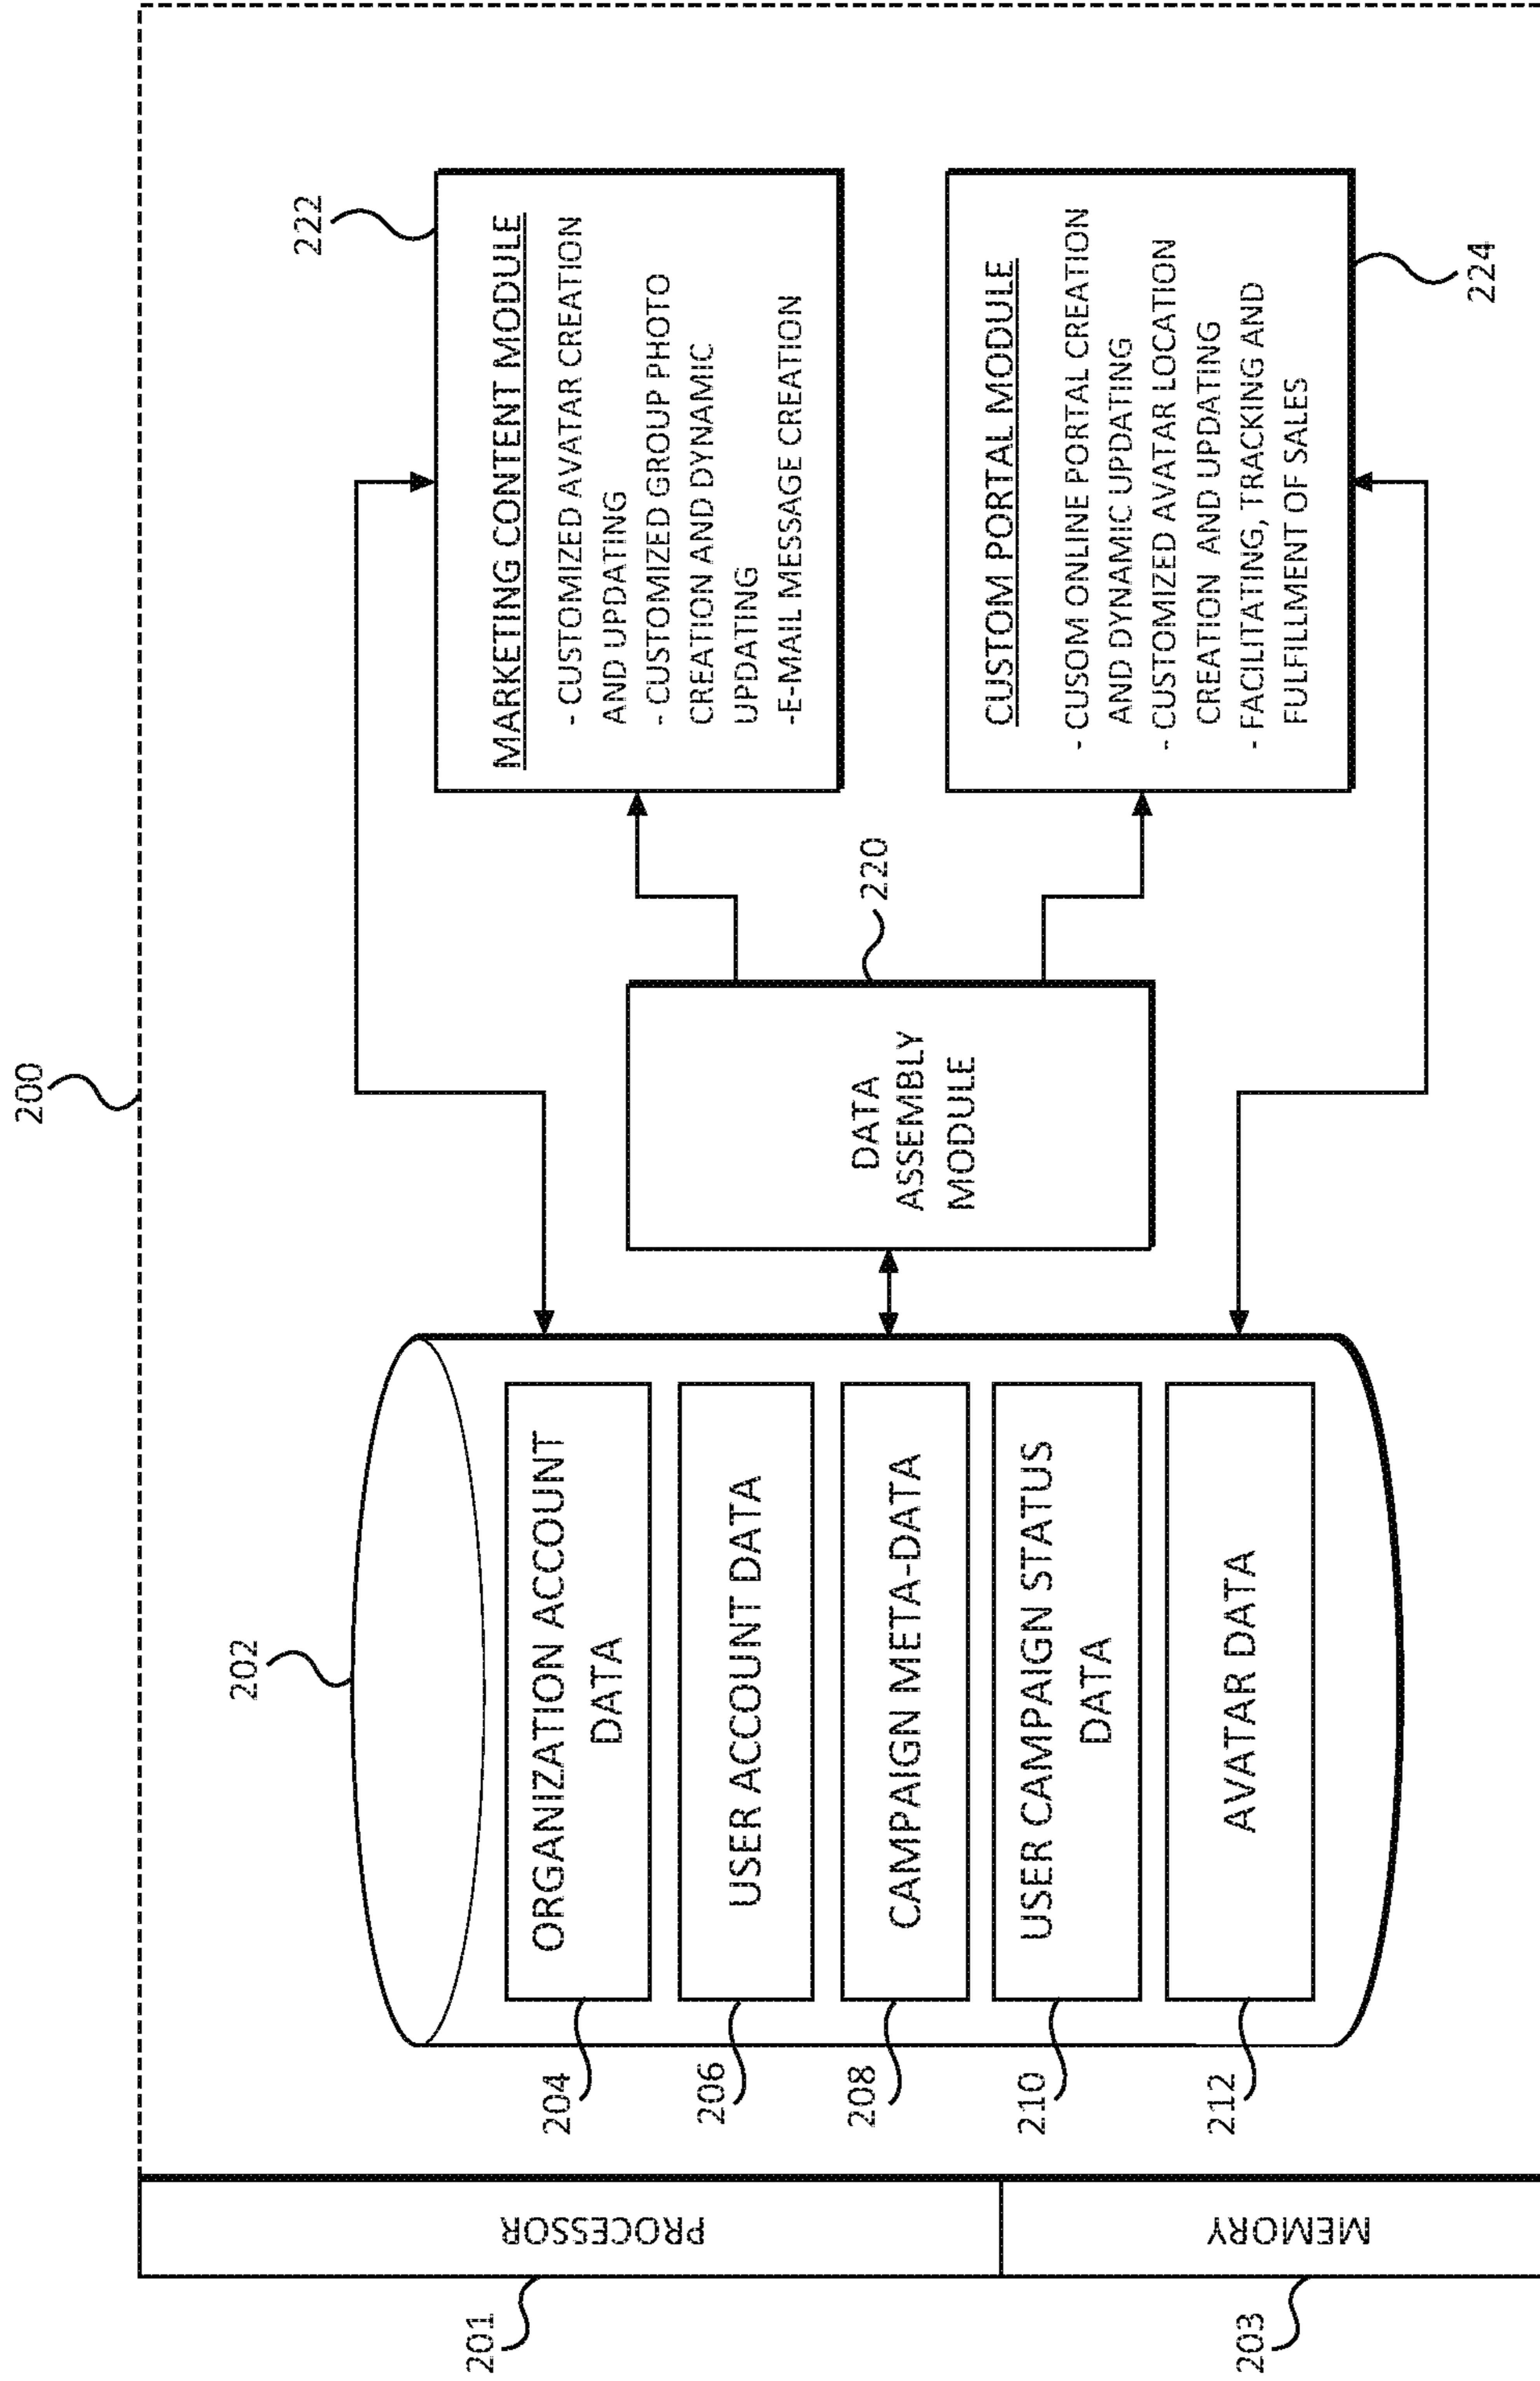 200
202
ORGANIZATION ACCOUNT
DATA
USER ACCOUNT DATA
CAMPAIGN META-DATA
USER CAMPAIGN STATUS
DATA
AVATAR DATA
204
206
208
210
212
PROCESSOR
MEMORY
201
203
DATA
ASSEMBLY
MODULE
220
222
MARKETING CONTENT MODULE
- CUSTOMIZED AVATAR CREATION
AND UPDATING
- CUSTOMIZED GROUP PHOTO
CREATION AND DYNAMIC
UPDATING
-E-MAIL MESSAGE CREATION
CUSTOM PORTAL MODULE
- CUSOM ONLINE PORTAL CREATION
AND DYNAMIC UPDATING
- CUSTOMIZED AVATAR LOCATION
CREATION AND UPDATING
- FACILITATING, TRACKING AND
FULFILLMENT OF SALES
224